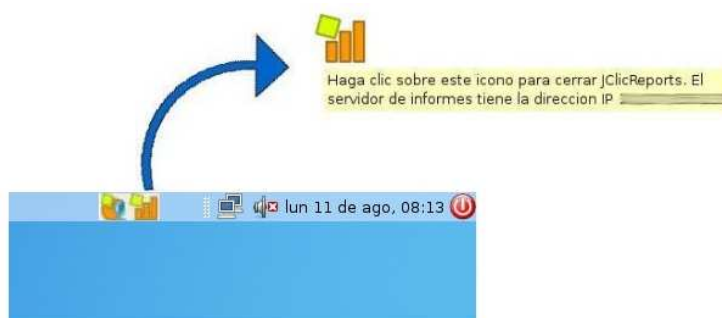 Haga clic sobre este icono para cerrar JClicReports. El
servidor de informes tiene la direccion IP
lun 11 de ago, 08:13